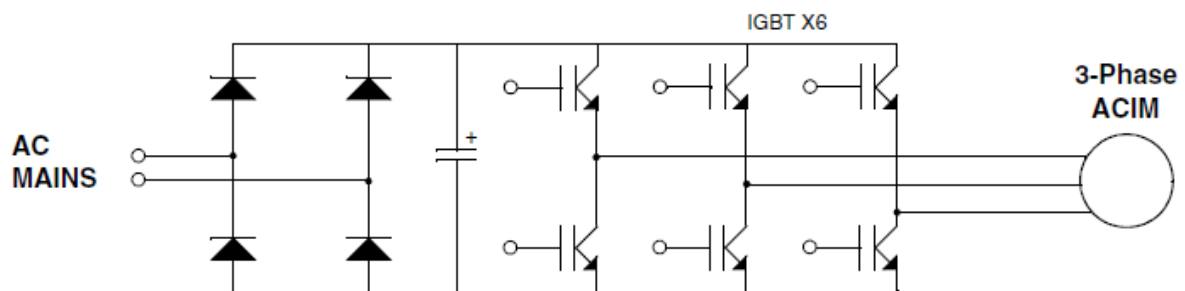 IGBT X6
3-Phase
ACIM
AC
MAINS
+